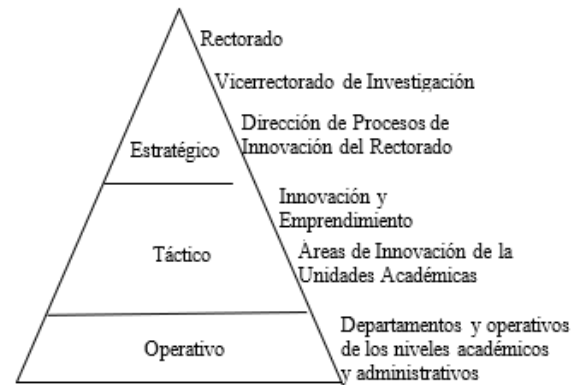 Rectorado
Vicerrectorado de Investigación
Dirección de Procesos de
Innovación del Rectorado
Estratégico
Innovación y
Emprendimiento
Áreas de Innovación de la
Unidades Académicas
Táctico
Departamentos y operativos
de los niveles académicos
y administrativos
Operativo